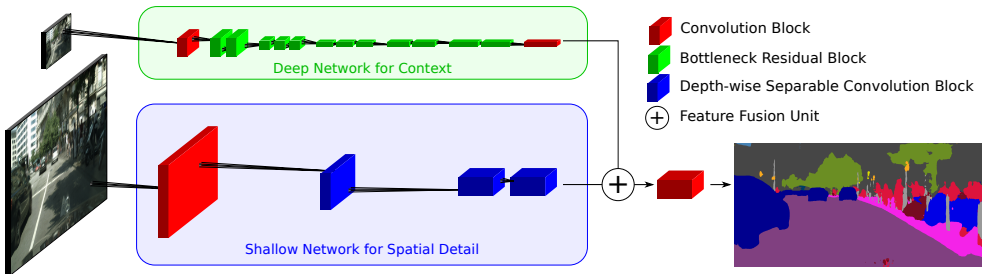 Deep Network for Context
Shallow Network for Spatial Detail
Convolution Block
Bottleneck Residual Block
Depth-wise Separable Convolution Block
Feature Fusion Unit